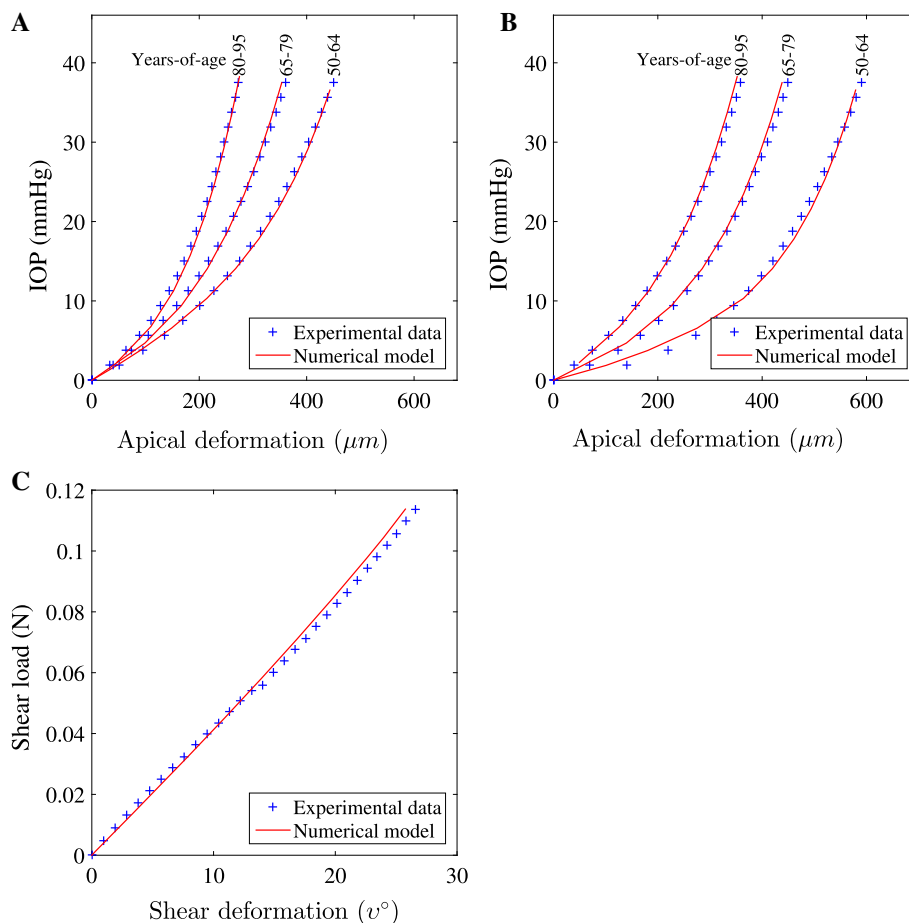 A
Years-of-age
80-95
65-79
50-64
40
30
20
10
0
IOP (mmHg)
Experimental data
Numerical model
0
200
400
600
Apical deformation (μm)
B
Years-of-age
80-95
65-79
50-64
40
30
20
10
0
IOP (mmHg)
Experimental data
Numerical model
0
200
400
600
Apical deformation (μm)
C
0.12
0.1
0.08
0.06
0.04
0.02
0
Shear load (N)
Experimental data
Numerical model
0
10
20
30
Shear deformation (v°)